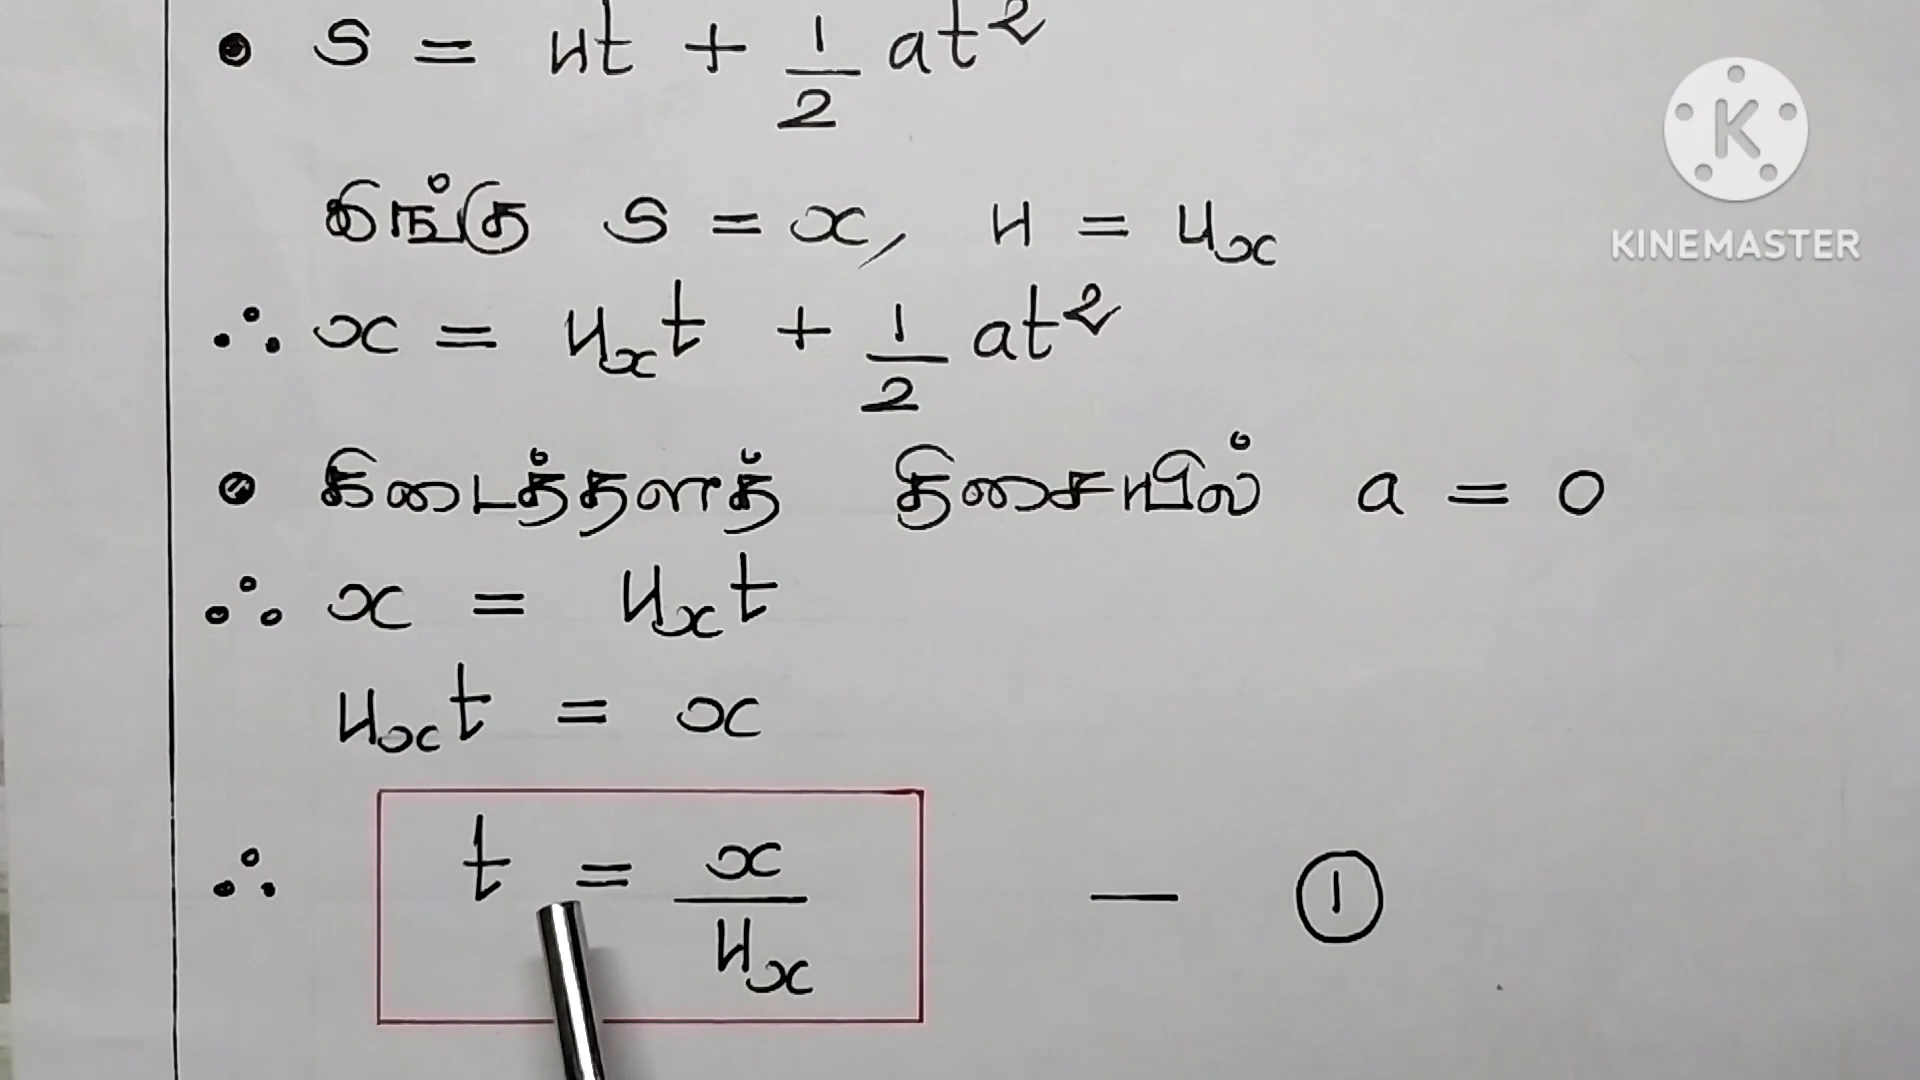 • s = ut + 1/2 at²
இங்கு s = x, u = uₓ
∴ x = uₓt + 1/2 at²
• கிடைத்தளத் திசையில் a = 0
∴ x = uₓt
uₓt = x
∴ t = x/uₓ — ①
K
KINEMASTER